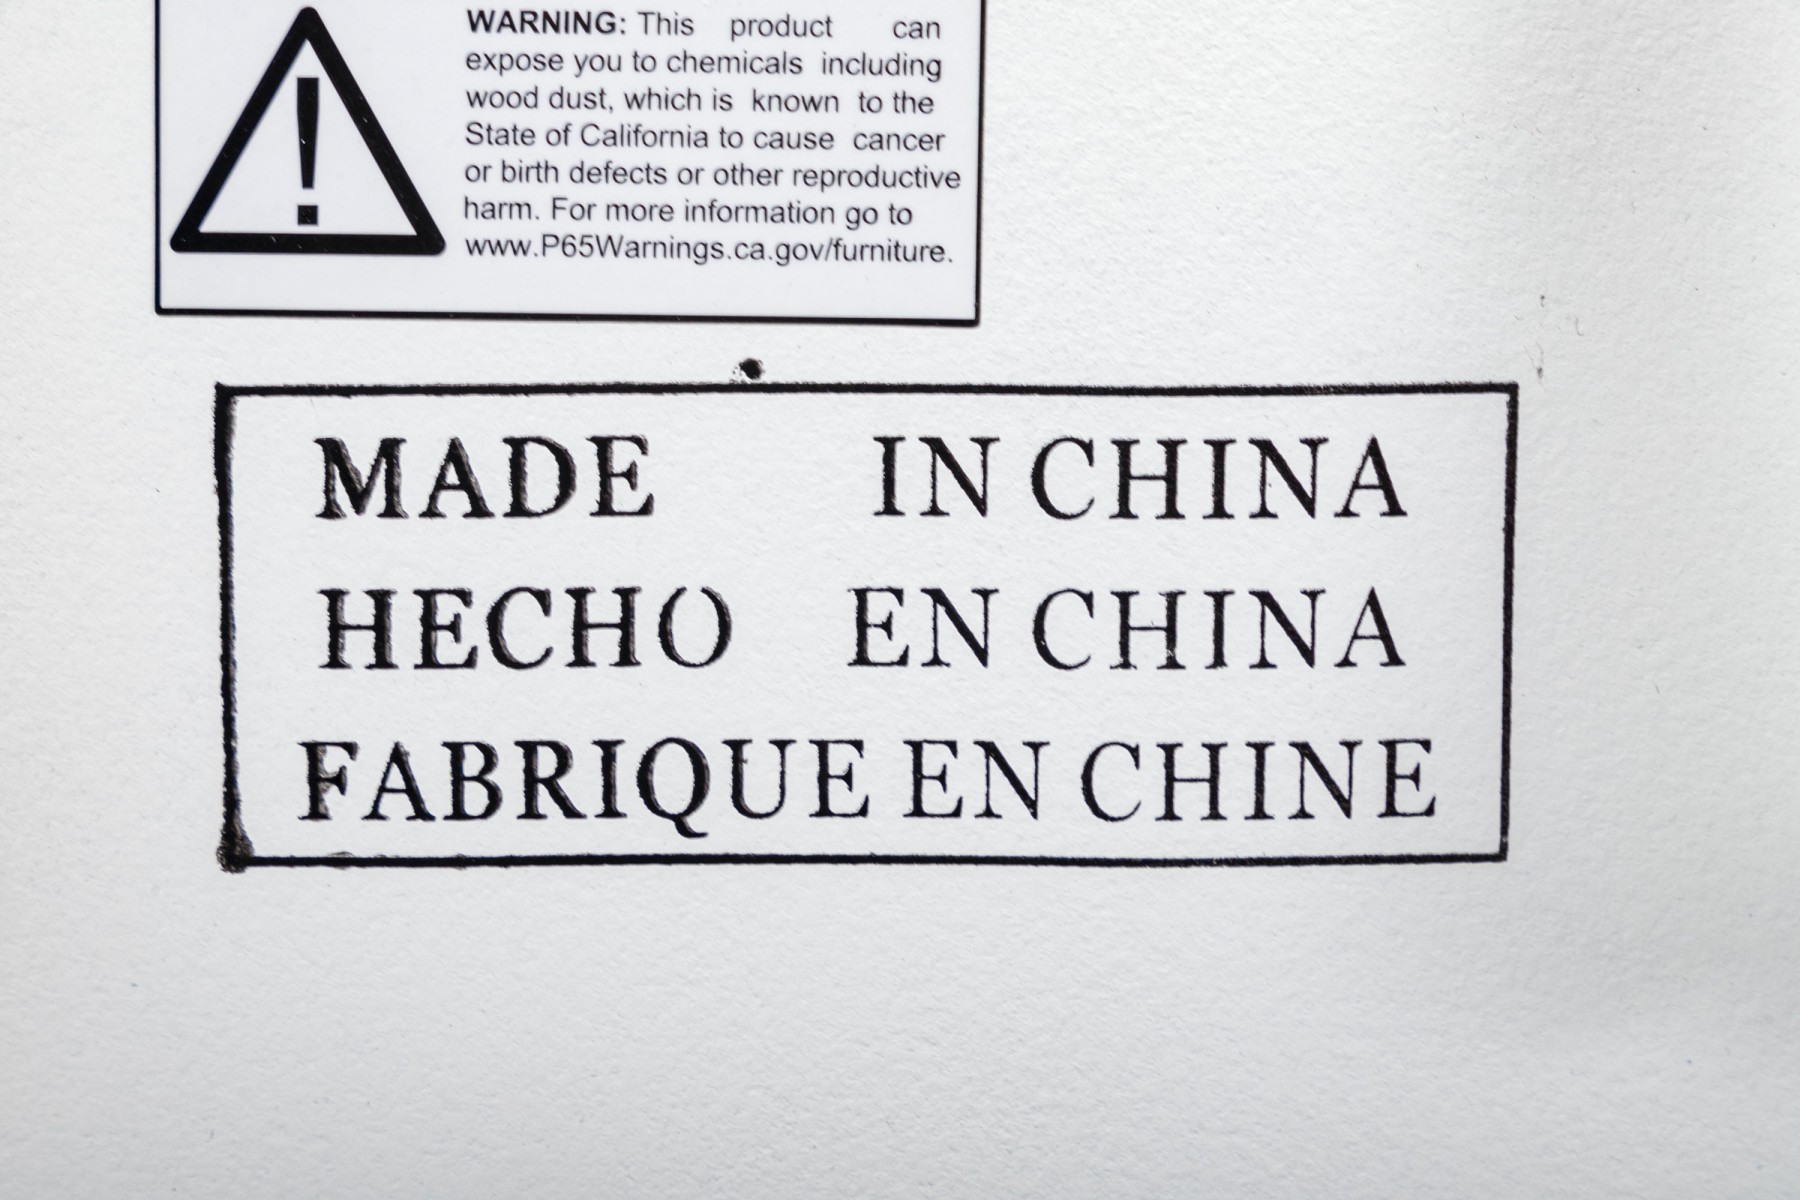 WARNING: This product can
expose you to chemicals including
wood dust, which is known to the
State of California to cause cancer
or birth defects or other reproductive
harm. For more information go to
www.P65Warnings.ca.gov/furniture.
MADE IN CHINA
HECHO EN CHINA
FABRIQUE EN CHINE